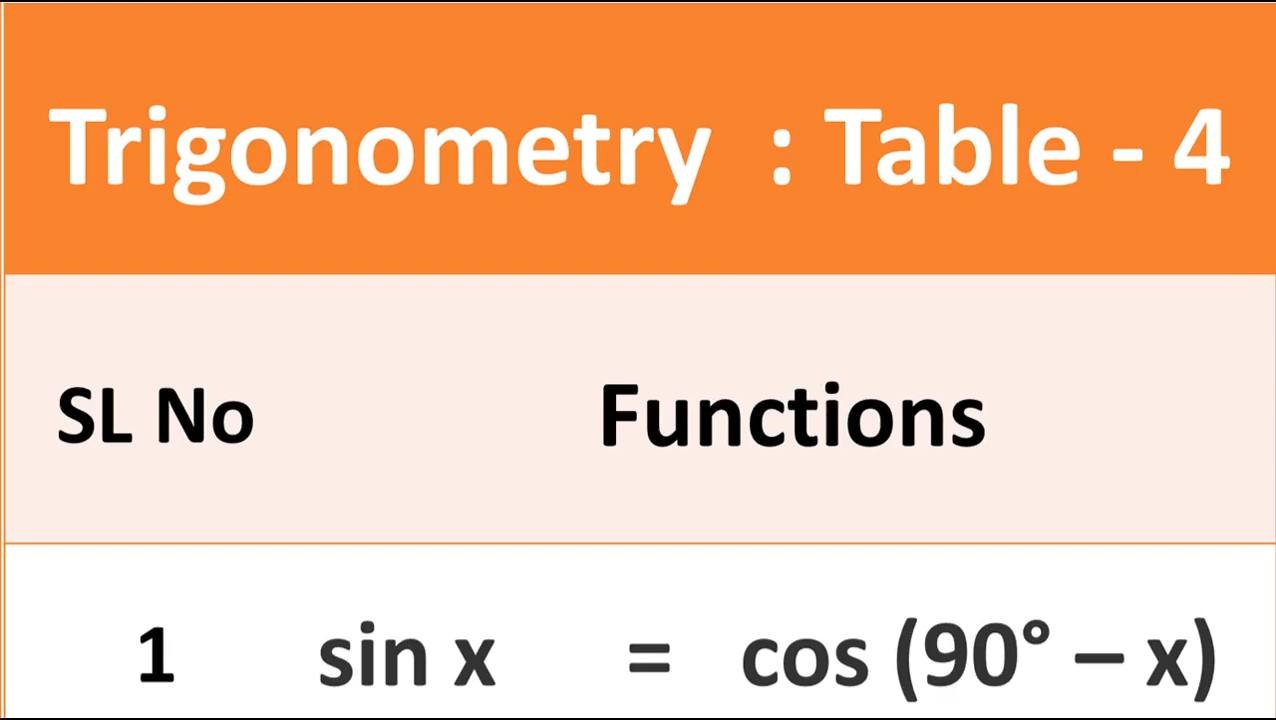 Trigonometry : Table - 4
SL No Functions
1 sin x = cos (90° – x)